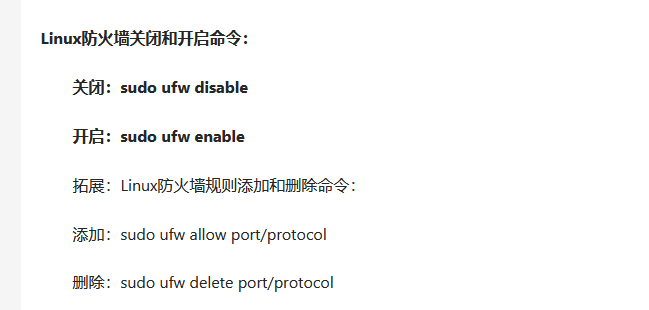 Linux防火墙关闭和开启命令：
关闭：sudo ufw disable
开启：sudo ufw enable
拓展：Linux防火墙规则添加和删除命令：
添加：sudo ufw allow port/protocol
删除：sudo ufw delete port/protocol